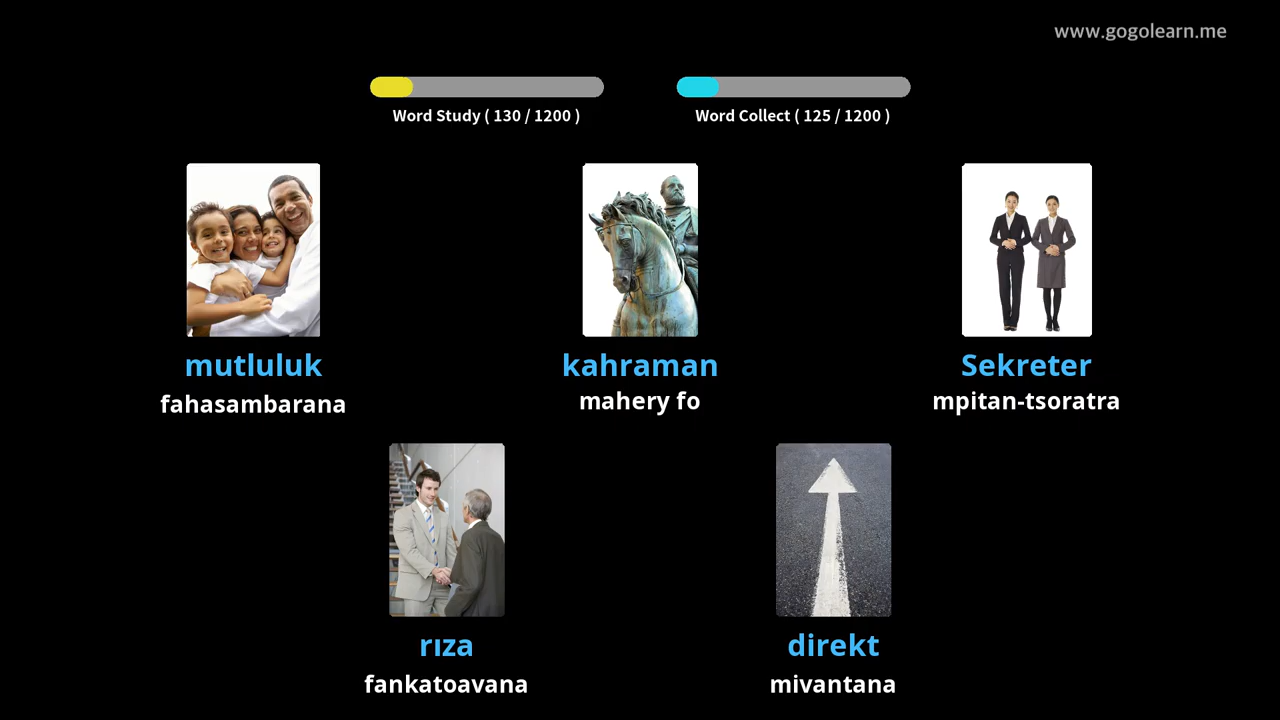 www.gogolearn.me
Word Study ( 130 / 1200 )
Word Collect ( 125 / 1200 )
mutluluk
fahasambarana
kahraman
mahery fo
Sekreter
mpitan-tsoratra
rıza
fankatoavana
direkt
mivantana